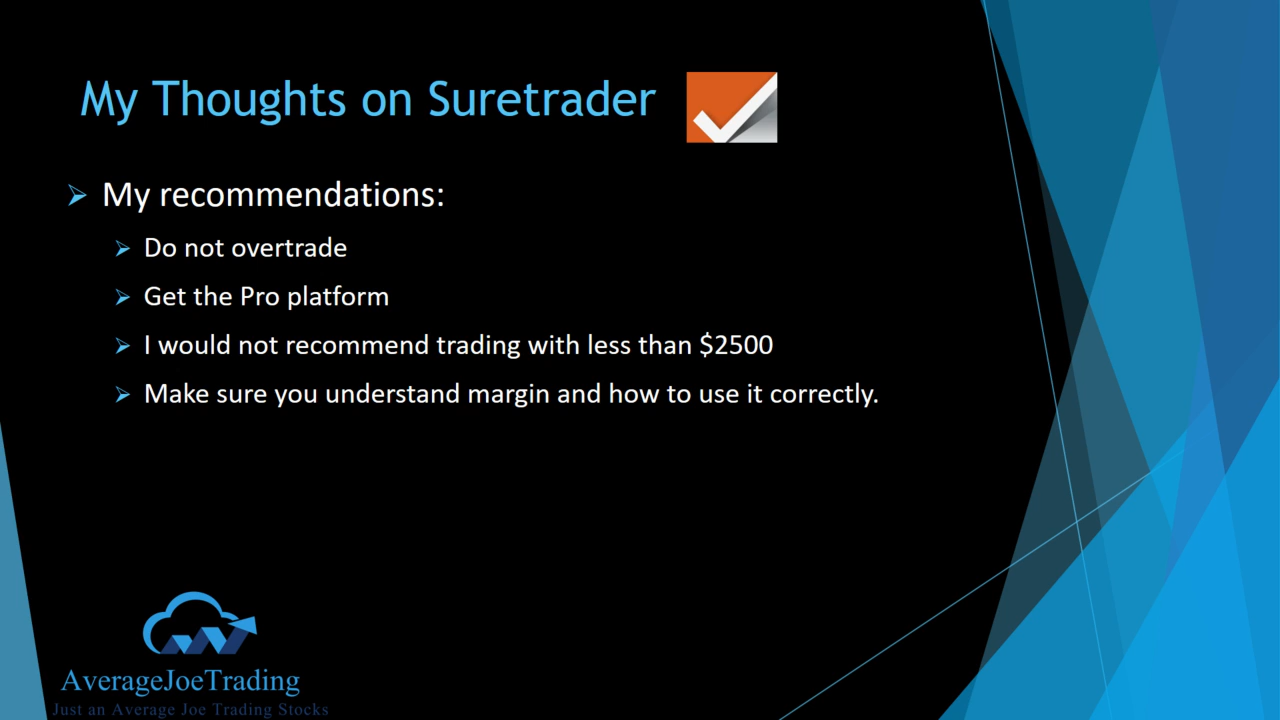 My Thoughts on Suretrader
My recommendations:
Do not overtrade
Get the Pro platform
I would not recommend trading with less than $2500
Make sure you understand margin and how to use it correctly.
AverageJoeTrading
Just an Average Joe Trading Stocks